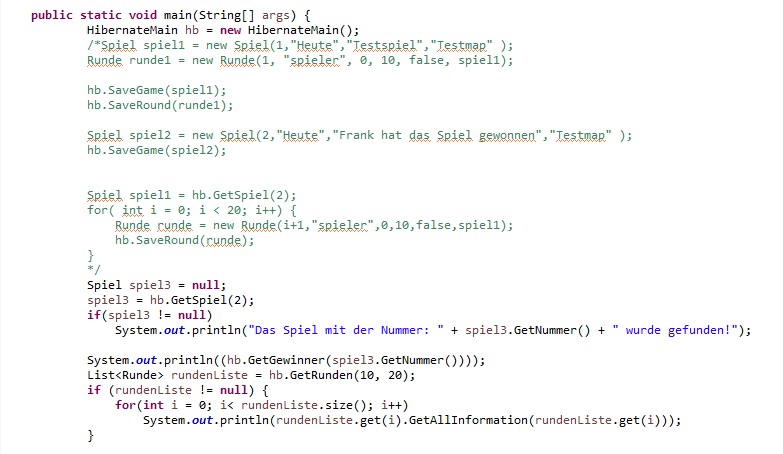 public static void main(String[] args) {
HibernateMain hb = new HibernateMain();
/*Spiel spiel1 = new Spiel(1,"Heute","Testspiel","Testmap" );
Runde runde1 = new Runde(1, "spieler", 0, 10, false, spiel1);
hb.SaveGame(spiel1);
hb.SaveRound(runde1);
Spiel spiel2 = new Spiel(2,"Heute","Frank hat das Spiel gewonnen","Testmap" );
hb.SaveGame(spiel2);
Spiel spiel1 = hb.GetSpiel(2);
for( int i = 0; i < 20; i++) {
Runde runde = new Runde(i+1,"spieler",0,10,false,spiel1);
hb.SaveRound(runde);
}
*/
Spiel spiel3 = null;
spiel3 = hb.GetSpiel(2);
if(spiel3 != null)
System.out.println("Das Spiel mit der Nummer: " + spiel3.GetNummer() + " wurde gefunden!");
System.out.println((hb.GetGewinner(spiel3.GetNummer())));
List<Runde> rundenListe = hb.GetRunden(10, 20);
if (rundenListe != null) {
for(int i = 0; i< rundenListe.size(); i++)
System.out.println(rundenListe.get(i).GetAllInformation(rundenListe.get(i)));
}